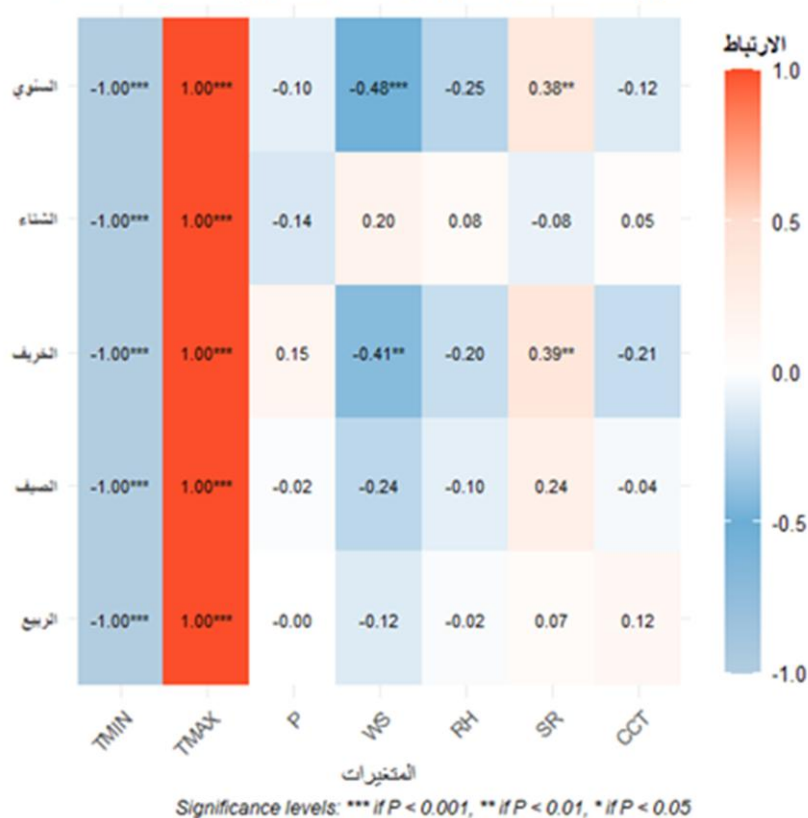 الارتباط
1.0
0.5
0.0
-0.5
-1.0
السنوي -1.00*** 1.00*** -0.10 -0.48*** -0.25 0.38** -0.12
الشتاء -1.00*** 1.00*** -0.14 0.20 0.08 -0.08 0.05
الخريف -1.00*** 1.00*** 0.15 -0.41** -0.20 0.39** -0.21
الصيف -1.00*** 1.00*** -0.02 -0.24 -0.10 0.24 -0.04
الربيع -1.00*** 1.00*** -0.00 -0.12 -0.02 0.07 0.12
TMIN TMAX P WS RH SR CCT
المتغيرات
Significance levels: *** if P < 0.001, ** if P < 0.01, * if P < 0.05